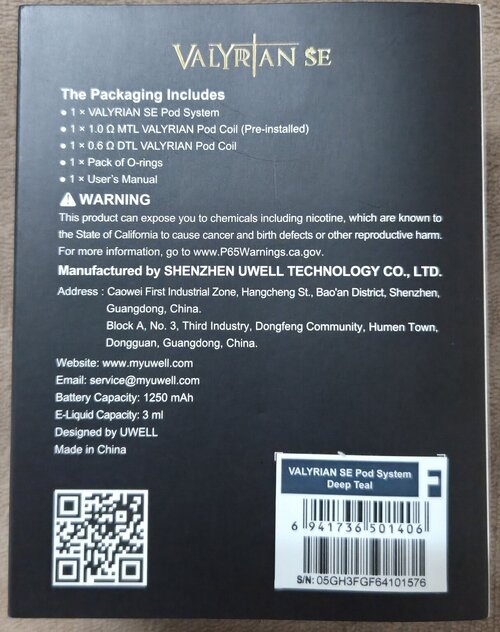 VALYRIAN SE
The Packaging Includes
● 1 × VALYRIAN SE Pod System
● 1 × 1.0 Ω MTL VALYRIAN Pod Coil (Pre-installed)
● 1 × 0.6 Ω DTL VALYRIAN Pod Coil
● 1 × Pack of O-rings
● 1 × User's Manual
WARNING
This product can expose you to chemicals including nicotine, which are known to
the State of California to cause cancer and birth defects or other reproductive harm.
For more information, go to www.P65Warnings.ca.gov.
Manufactured by SHENZHEN UWELL TECHNOLOGY CO., LTD.
Address : Caowei First Industrial Zone, Hangcheng St., Bao'an District, Shenzhen,
Guangdong, China.
Block A, No. 3, Third Industry, Dongfeng Community, Humen Town,
Dongguan, Guangdong, China.
Website: www.myuwell.com
Email: service@myuwell.com
Battery Capacity: 1250 mAh
E-Liquid Capacity: 3 ml
Designed by UWELL
Made in China
VALYRIAN SE Pod System
Deep Teal
6 941736 501406
S/N: 05GH3FGF64101576